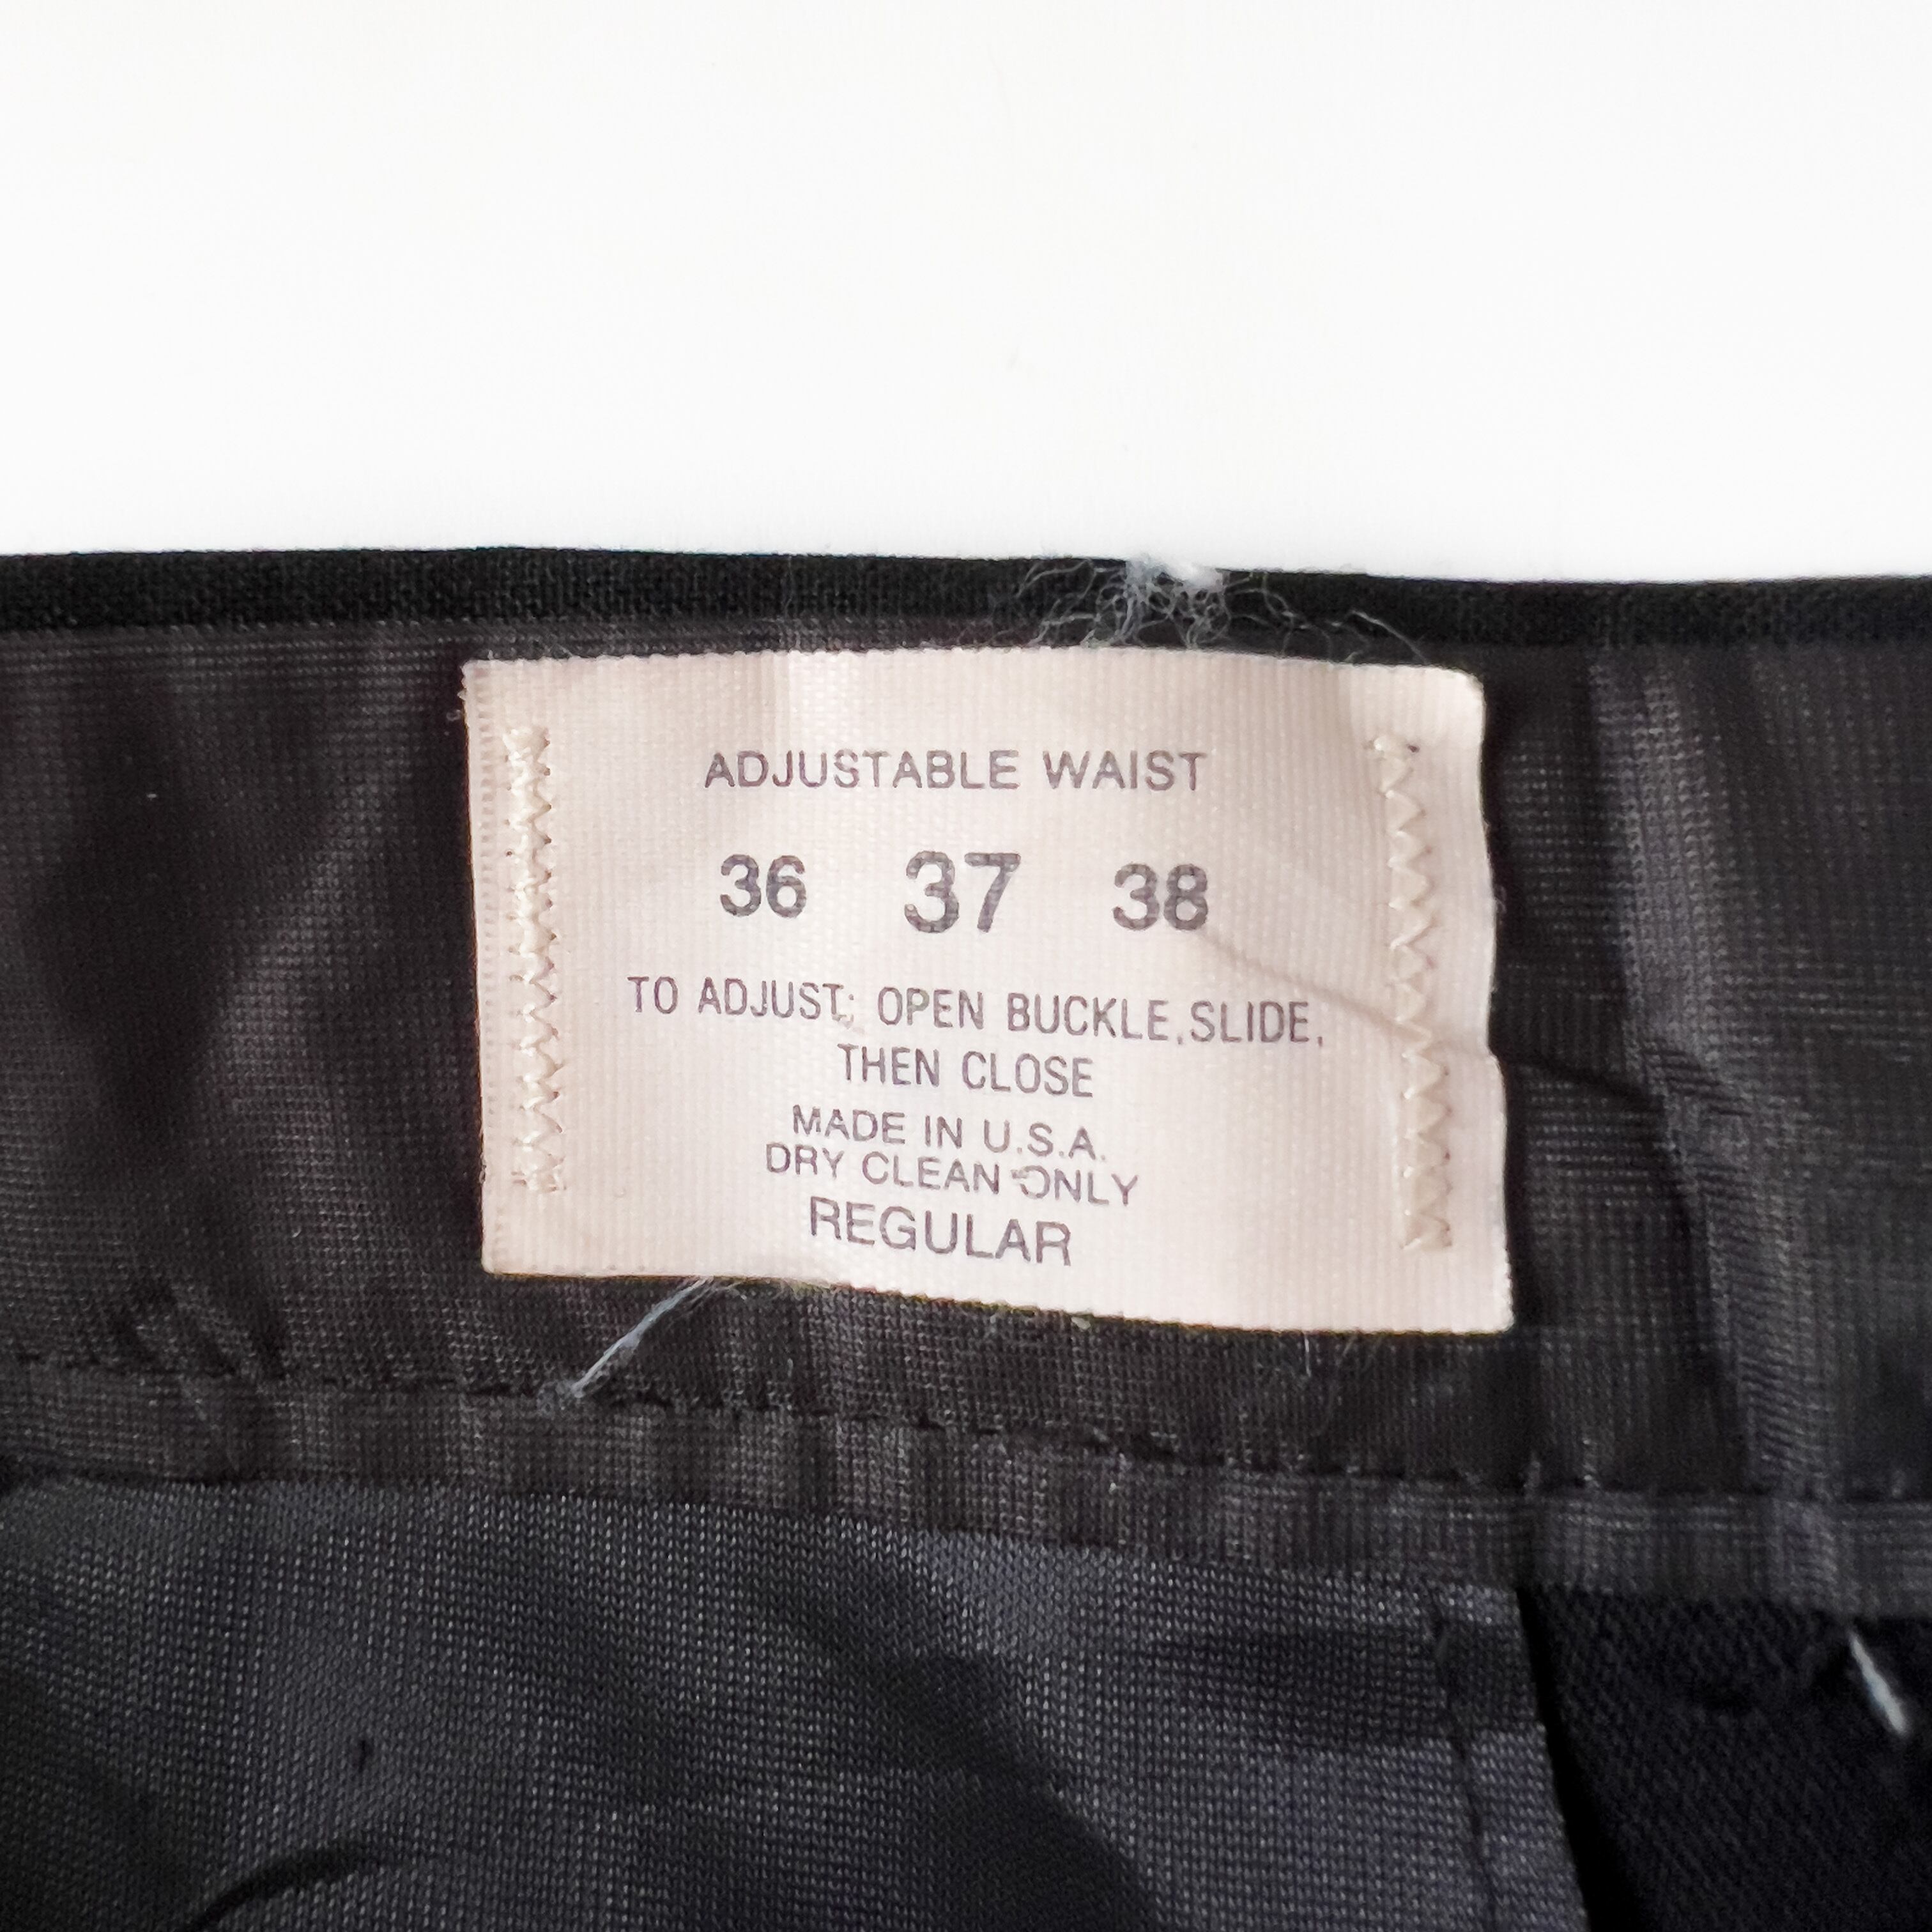 ADJUSTABLE WAIST
36 37 38
TO ADJUST; OPEN BUCKLE, SLIDE,
THEN CLOSE
MADE IN U.S.A.
DRY CLEAN ONLY
REGULAR